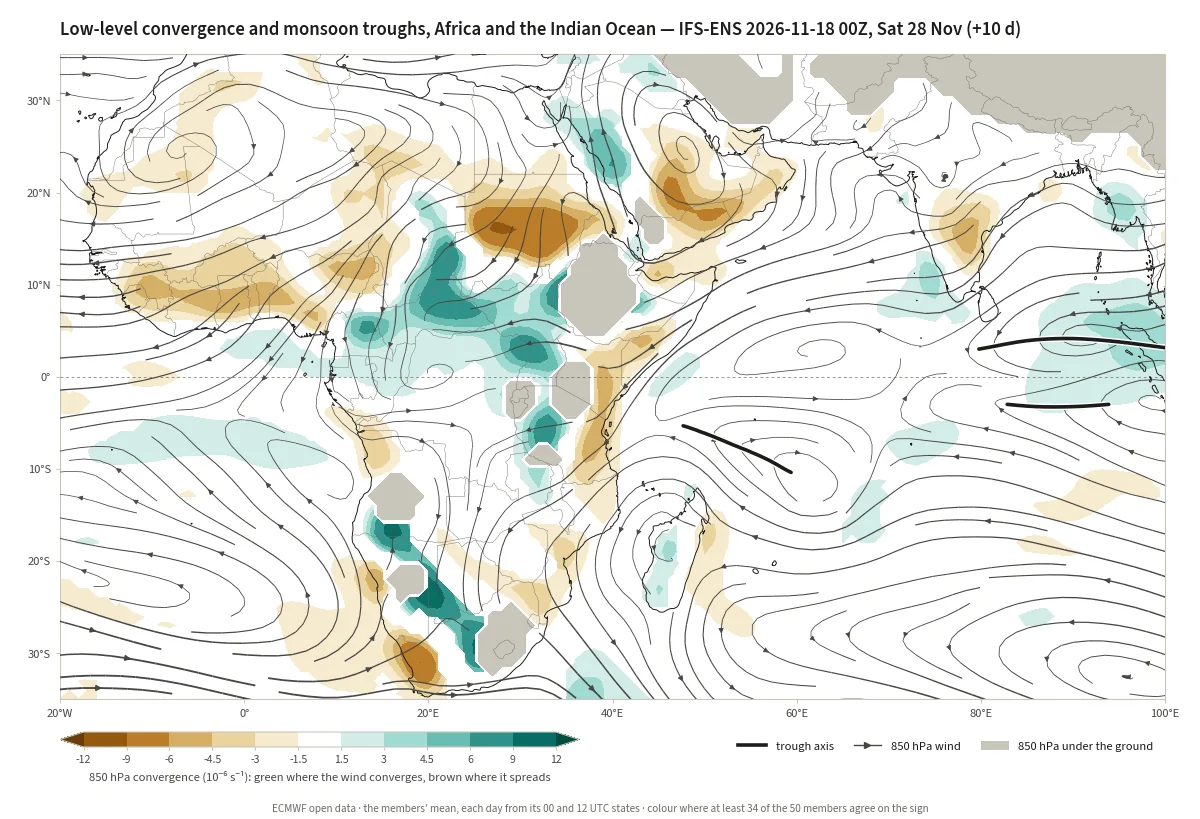 Low-level convergence and monsoon troughs, Africa and the Indian Ocean — IFS-ENS 2026-11-18 00Z, Sat 28 Nov (+10 d)
30°N
20°N
10°N
0°
10°S
20°S
30°S
20°W 0° 20°E 40°E 60°E 80°E 100°E
-12 -9 -6 -4.5 -3 -1.5 1.5 3 4.5 6 9 12
850 hPa convergence (10⁻⁶ s⁻¹): green where the wind converges, brown where it spreads
trough axis 850 hPa wind 850 hPa under the ground
ECMWF open data · the members' mean, each day from its 00 and 12 UTC states · colour where at least 34 of the 50 members agree on the sign